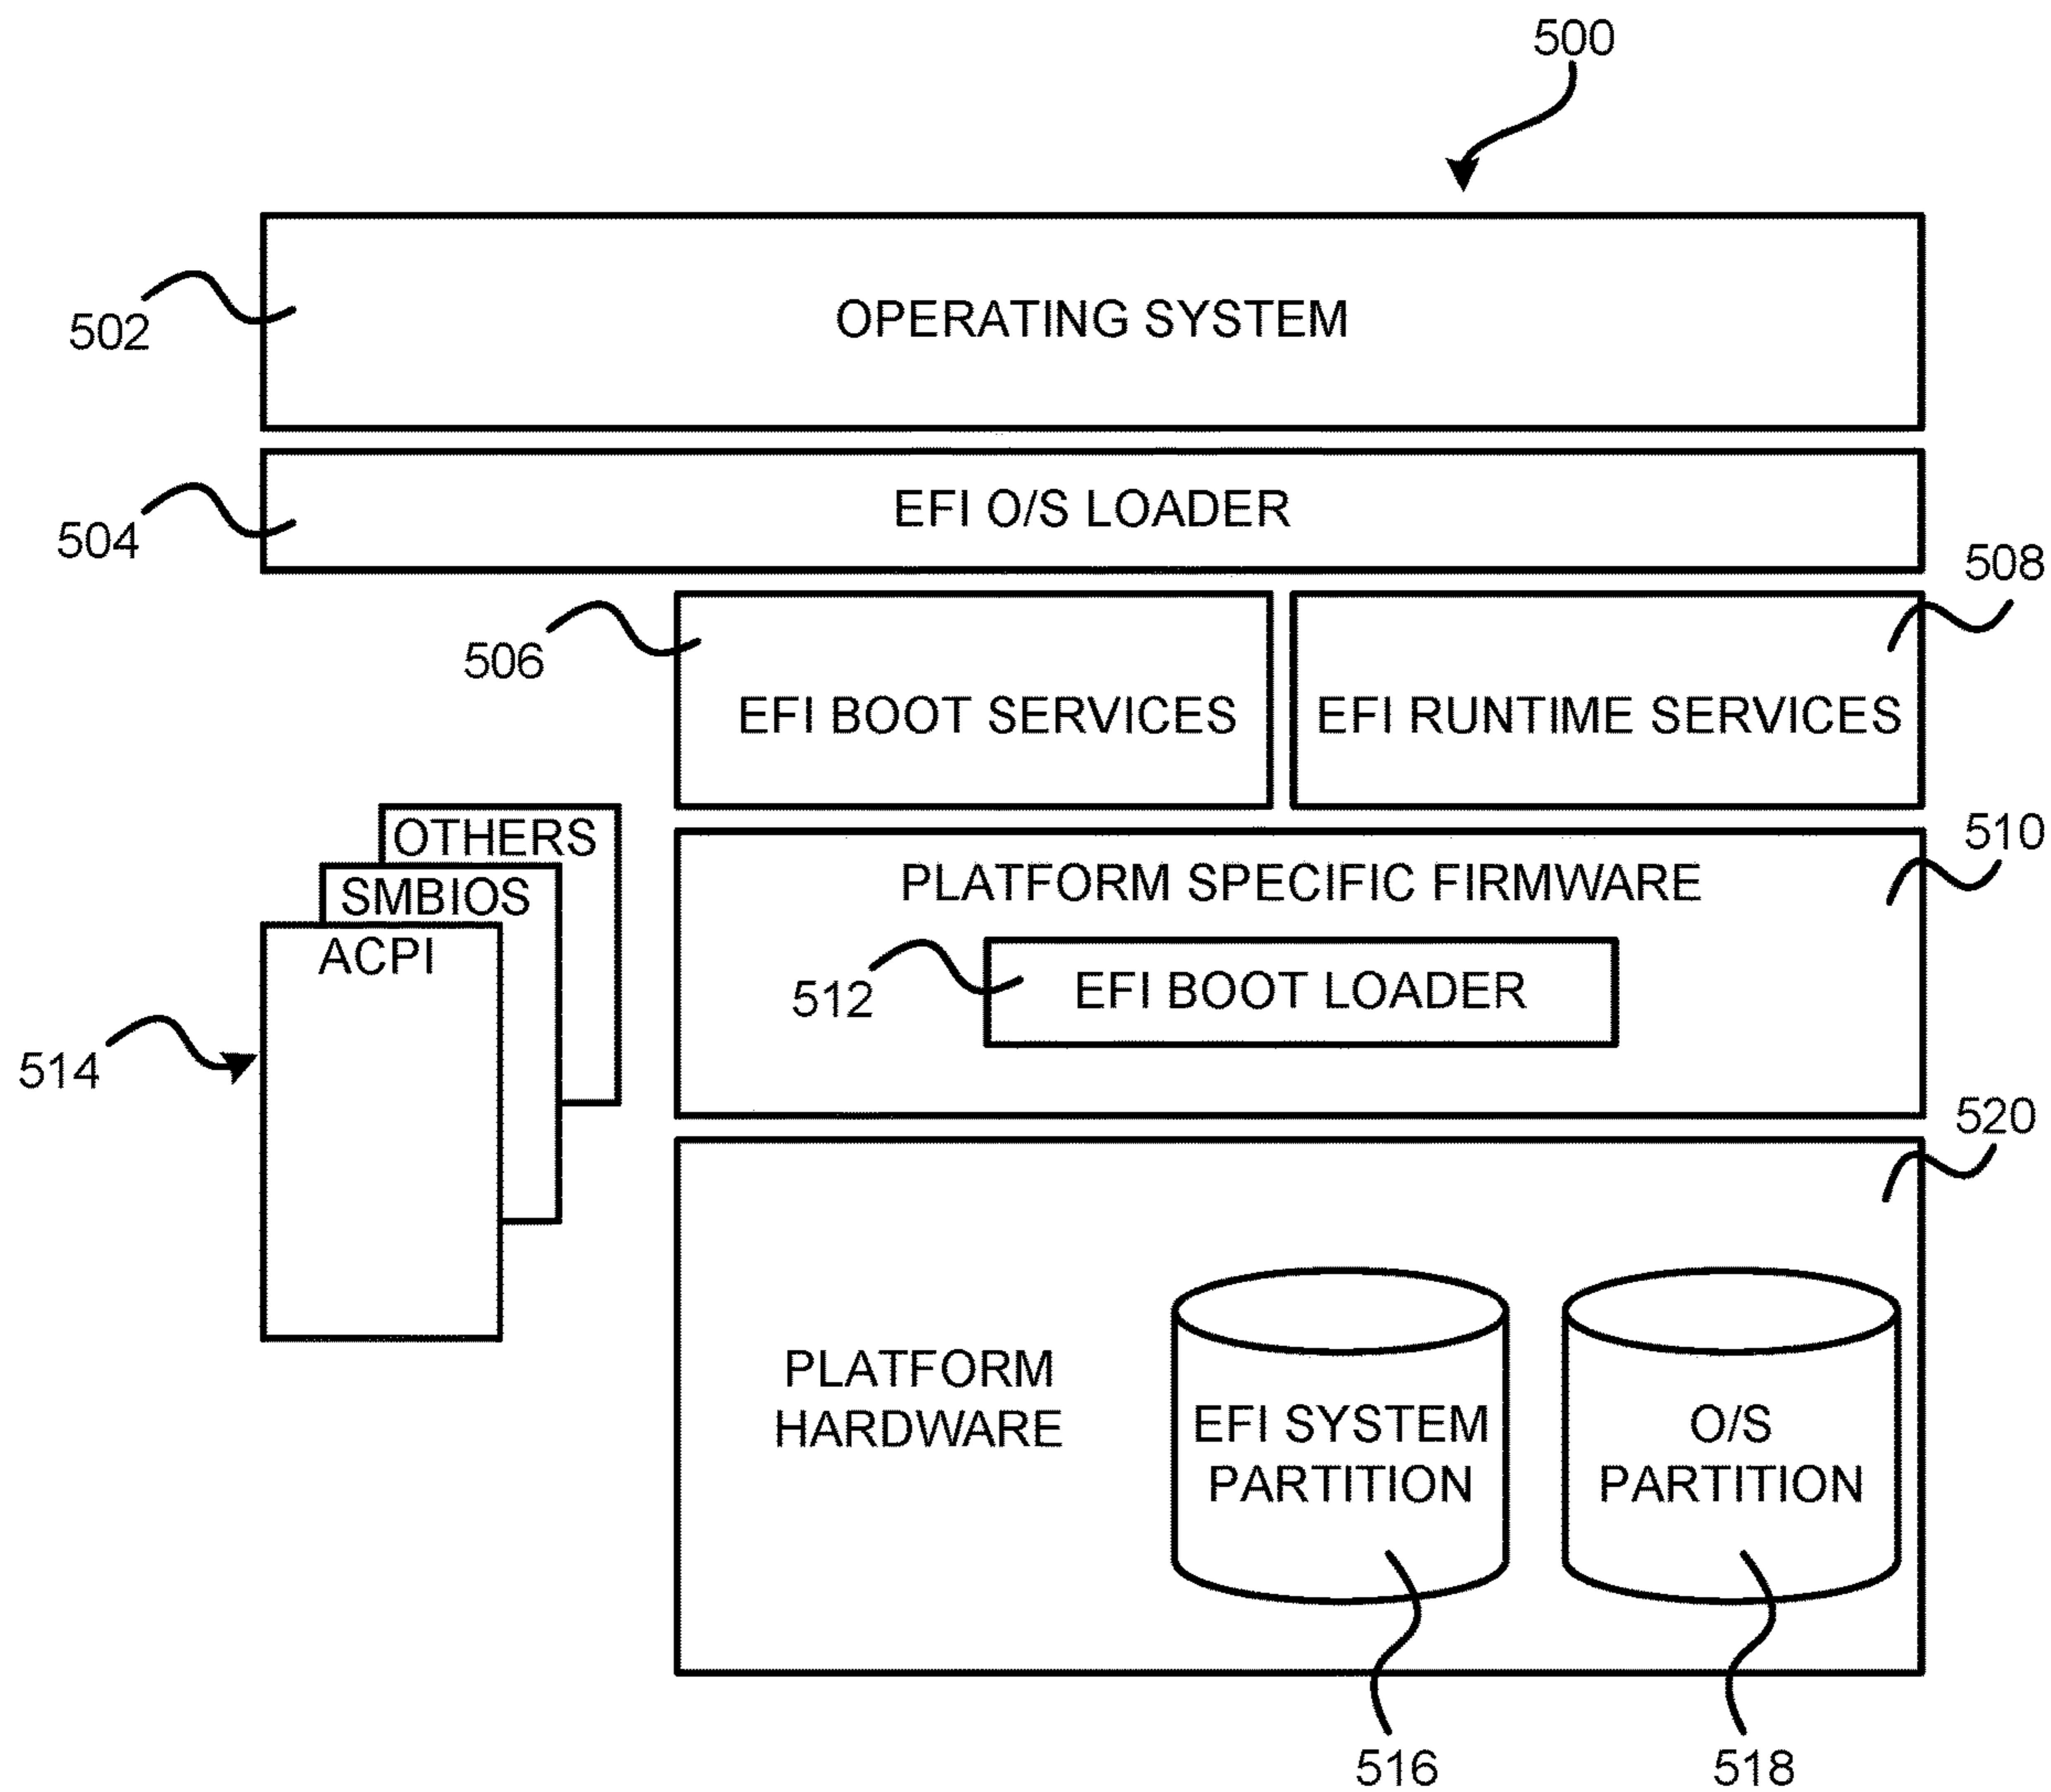 500
OPERATING SYSTEM
502
EFI O/S LOADER
504
508
506
EFI BOOT SERVICES
EFI RUNTIME SERVICES
OTHERS
SMBIOS
ACPI
510
PLATFORM SPECIFIC FIRMWARE
512
EFI BOOT LOADER
514
520
PLATFORM
HARDWARE
EFI SYSTEM
PARTITION
O/S
PARTITION
516
518